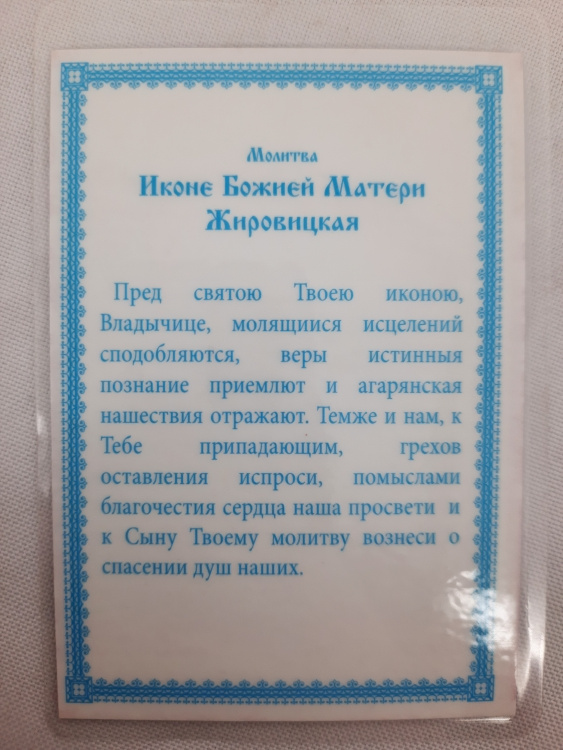 Молитва
Иконе Божией Матери
Жировицкая
Пред святою Твоею иконою,
Владычице, молящиися исцелений
сподобляются, веры истинныя
познание приемлют и агарянская
нашествия отражают. Темже и нам, к
Тебе припадающим, грехов
оставления испроси, помыслами
благочестия сердца наша просвети и
к Сыну Твоему молитву вознеси о
спасении душ наших.